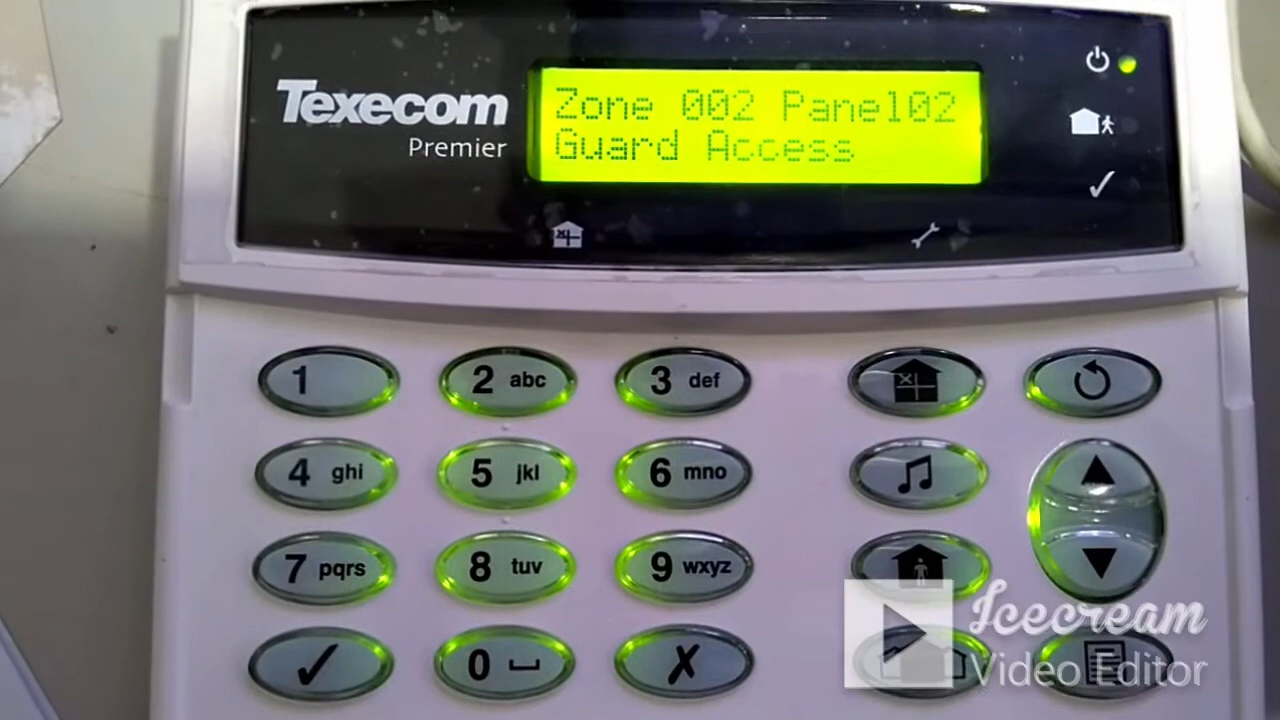 Texecom
Premier
Zone 002 Panel02
Guard Access
1
2 abc
3 def
4 ghi
5 jkl
6 mno
7 pqrs
8 tuv
9 wxyz
0
Icecream
Video Editor